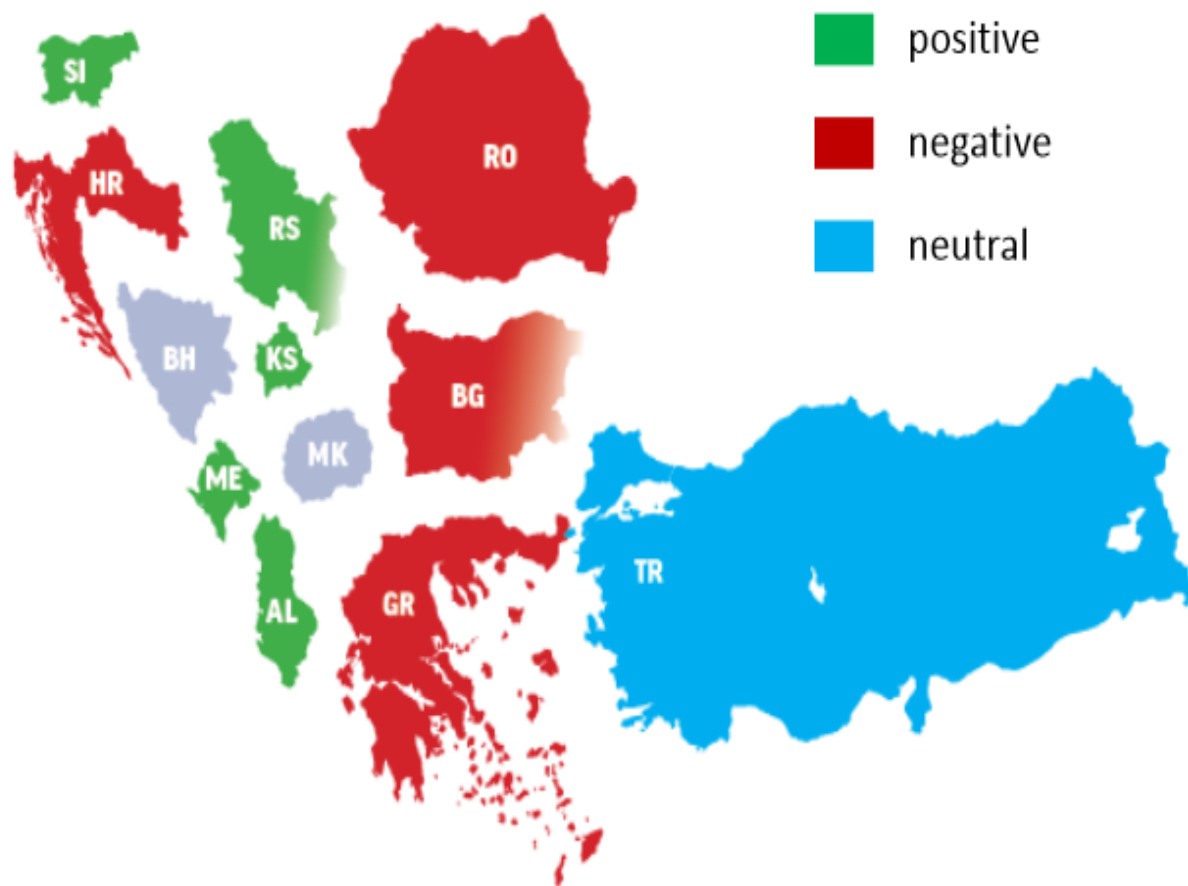 positive
negative
neutral
SI
HR
RS
RO
BH
KS
BG
MK
ME
AL
GR
TR